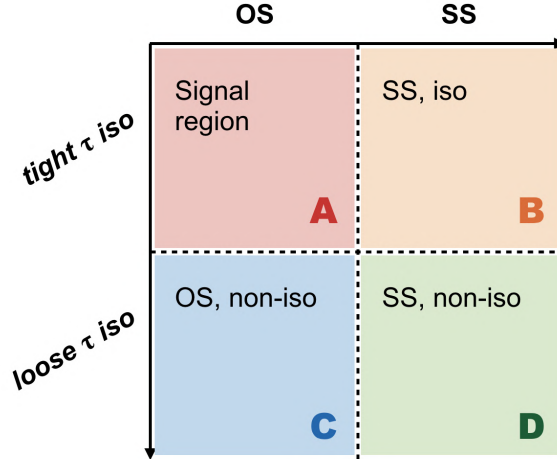 OS
SS
tight τ iso
Signal
region
A
SS, iso
B
loose τ iso
OS, non-iso
C
SS, non-iso
D